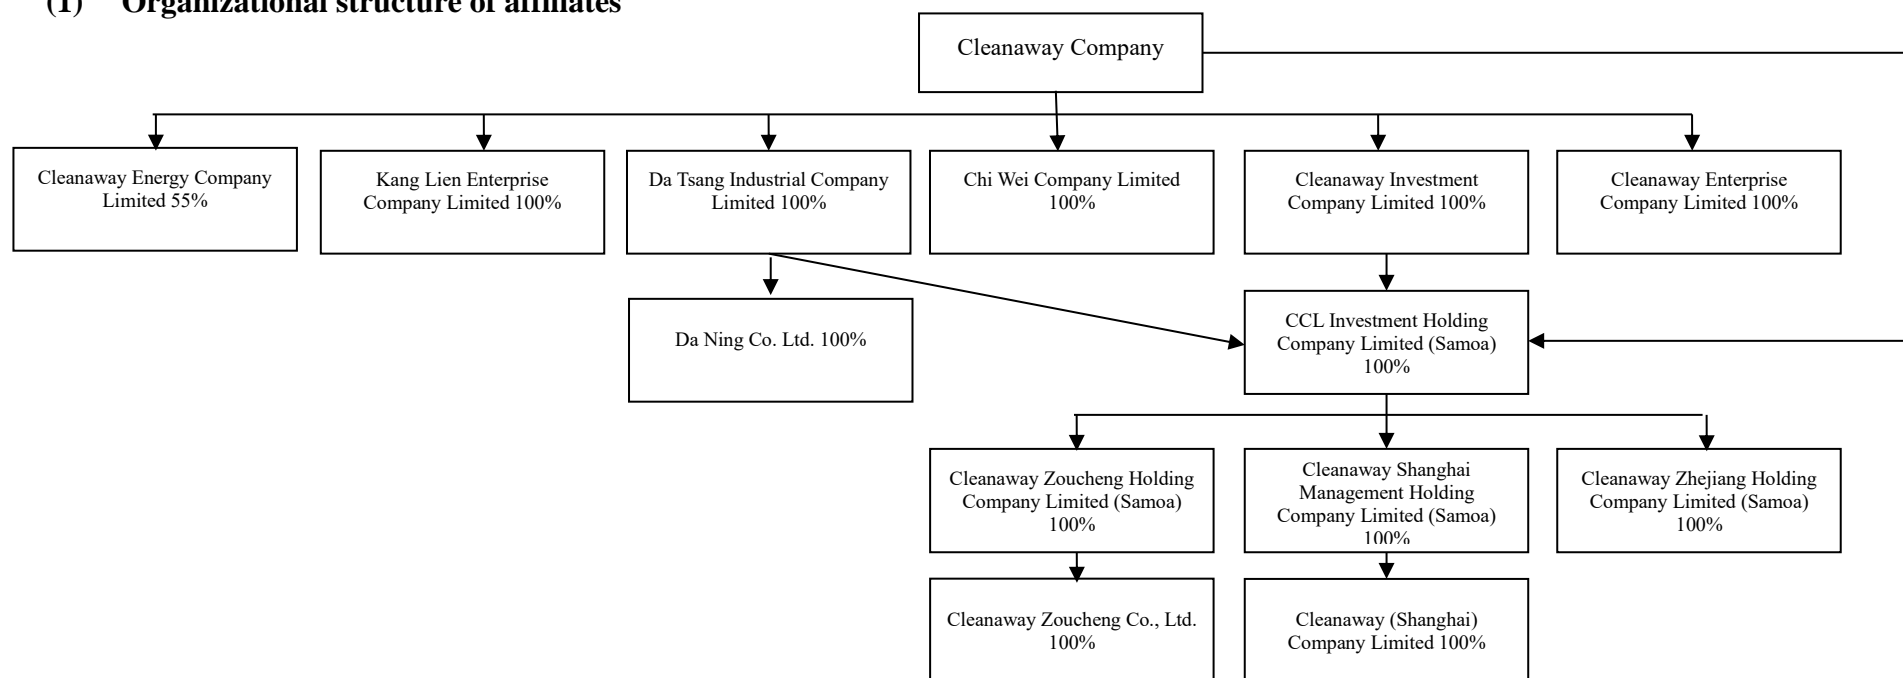 (1) Organizational structure of affiliates
Cleanaway Company
Cleanaway Energy Company
Limited 55%
Kang Lien Enterprise
Company Limited 100%
Da Tsang Industrial Company
Limited 100%
Chi Wei Company Limited
100%
Cleanaway Investment
Company Limited 100%
Cleanaway Enterprise
Company Limited 100%
Da Ning Co. Ltd. 100%
CCL Investment Holding
Company Limited (Samoa)
100%
Cleanaway Zoucheng Holding
Company Limited (Samoa)
100%
Cleanaway Shanghai
Management Holding
Company Limited (Samoa)
100%
Cleanaway Zhejiang Holding
Company Limited (Samoa)
100%
Cleanaway Zoucheng Co., Ltd.
100%
Cleanaway (Shanghai)
Company Limited 100%